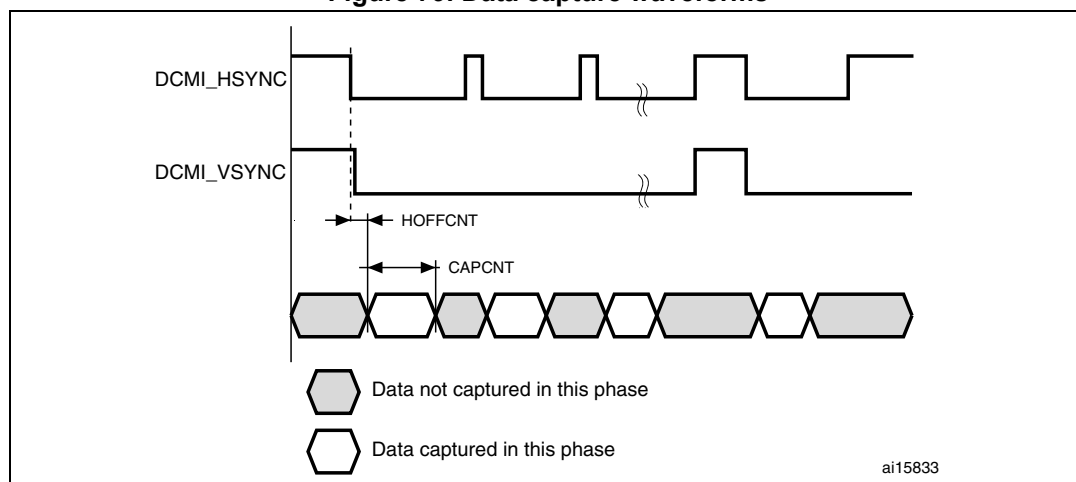 Figure Data capture waveforms
DCMI_HSYNC
DCMI_VSYNC
HOFFCNT
CAPCNT
Data not captured in this phase
Data captured in this phase
ai15833